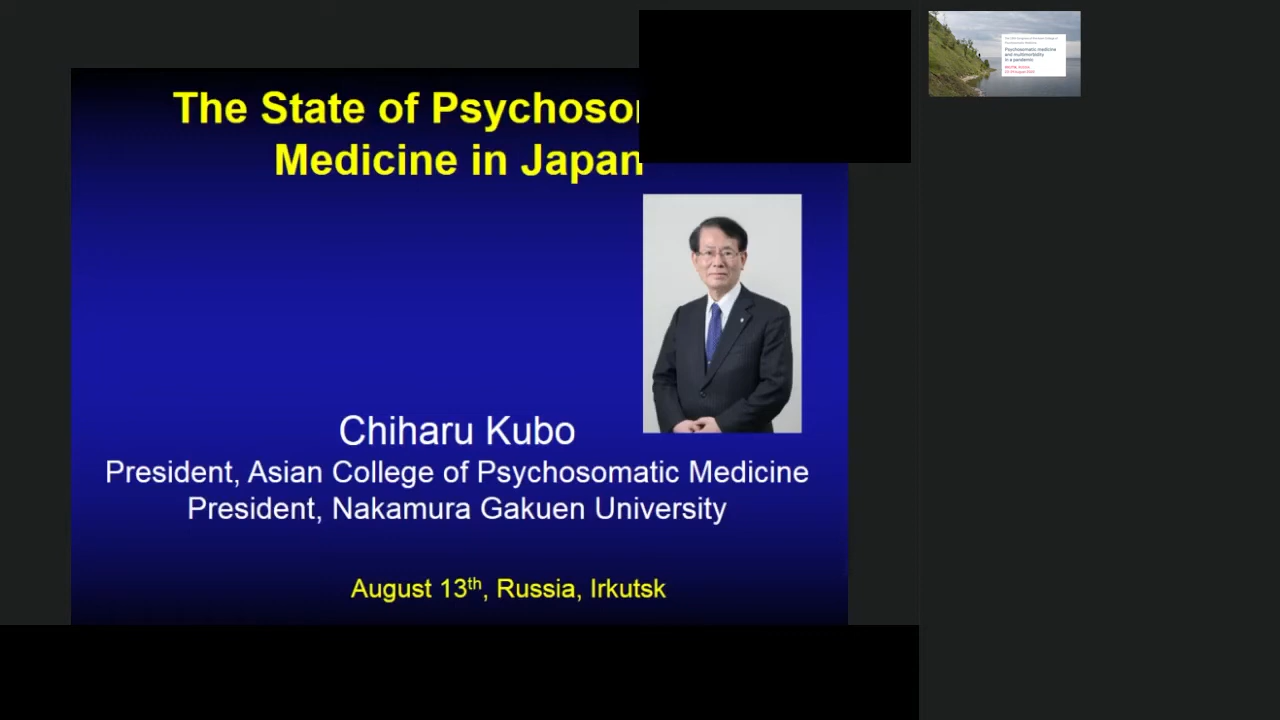 The State of Psychoso
Medicine in Japan
Chiharu Kubo
President, Asian College of Psychosomatic Medicine
President, Nakamura Gakuen University
August 13th, Russia, Irkutsk
Psychosomatic medicine
and multimorbidity
in a pandemic